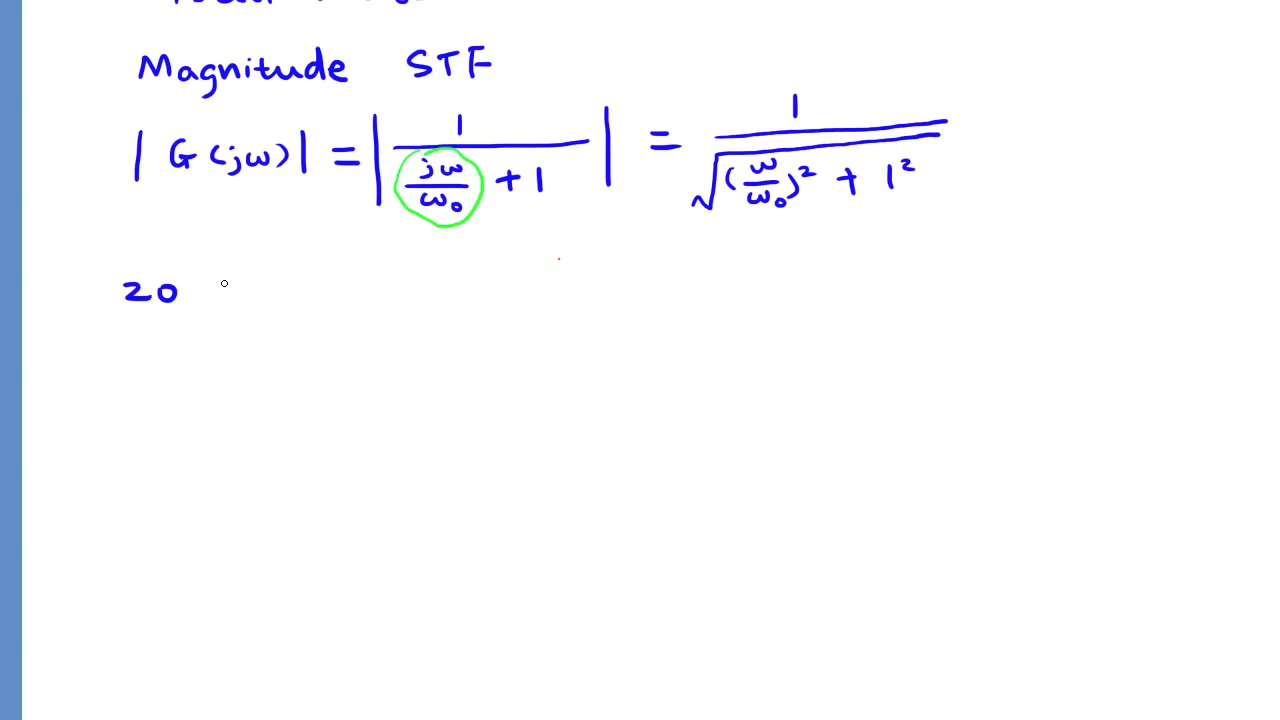 Magnitude STF
|G(jω)| = |1/(jω/ω₀ + 1)| = 1/√((ω/ω₀)² + 1²)
20